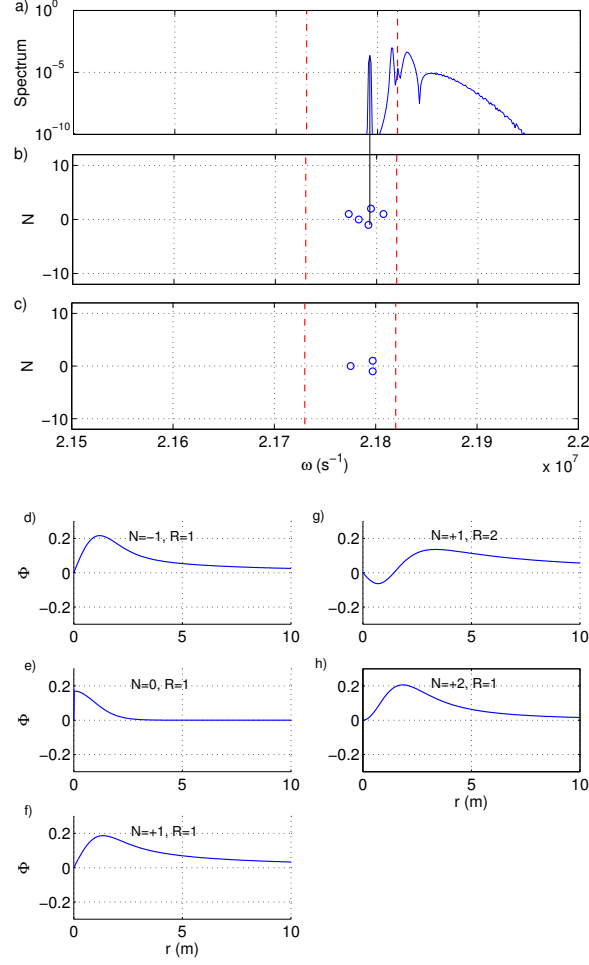 a)
10^0
10^-5
10^-10
Spectrum
b)
10
0
−10
N
c)
10
0
−10
N
2.15 2.16 2.17 2.18 2.19 2.2
ω (s^-1)
x 10^7
d)
N=−1, R=1
0.2
0
−0.2
Φ
0 5 10
g)
N=+1, R=2
0.2
0
−0.2
0 5 10
e)
N=0, R=1
0.2
0
−0.2
Φ
0 5 10
h)
N=+2, R=1
0.2
0
−0.2
0 5 10
r (m)
f)
N=+1, R=1
0.2
0
−0.2
Φ
0 5 10
r (m)